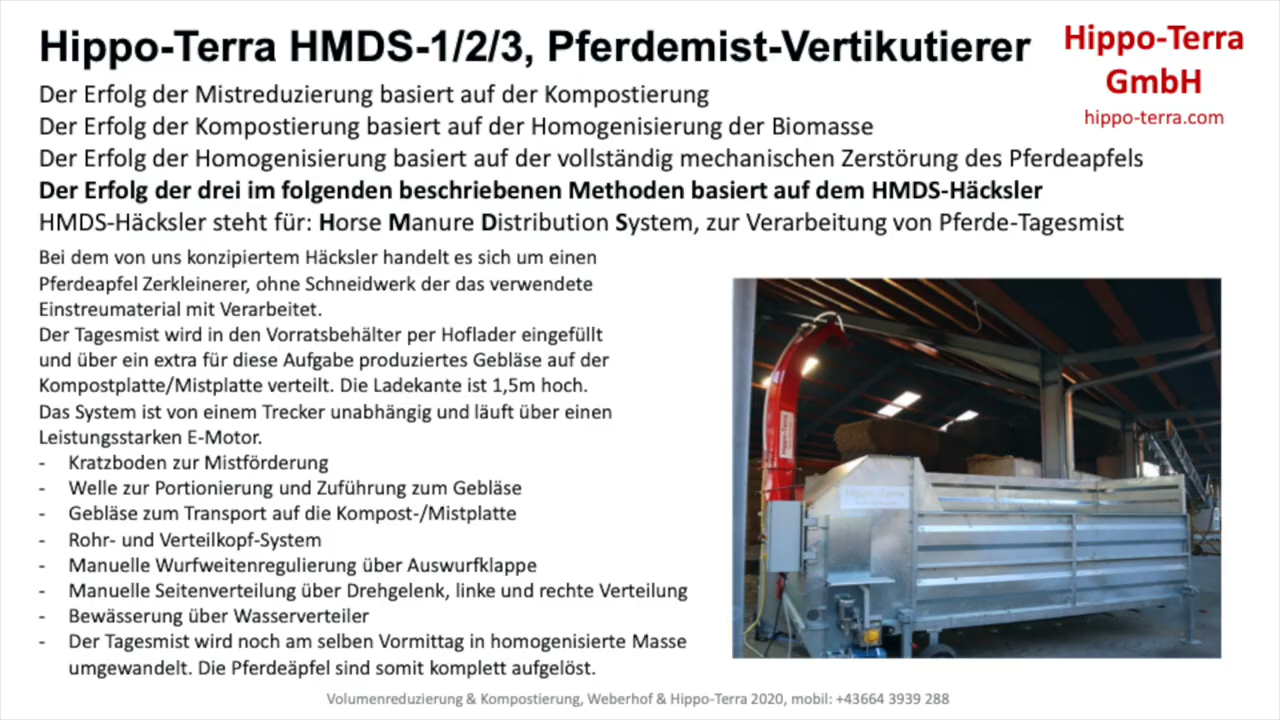 Hippo-Terra HMDS-1/2/3, Pferdemist-Vertikutierer
Hippo-Terra
GmbH
hippo-terra.com
Der Erfolg der Mistreduzierung basiert auf der Kompostierung
Der Erfolg der Kompostierung basiert auf der Homogenisierung der Biomasse
Der Erfolg der Homogenisierung basiert auf der vollständig mechanischen Zerstörung des Pferdeapfels
Der Erfolg der drei im folgenden beschriebenen Methoden basiert auf dem HMDS-Häcksler
HMDS-Häcksler steht für: Horse Manure Distribution System, zur Verarbeitung von Pferde-Tagesmist
Bei dem von uns konzipiertem Häcksler handelt es sich um einen
Pferdeapfel Zerkleinerer, ohne Schneidwerk der das verwendete
Einstreumaterial mit Verarbeitet.
Der Tagesmist wird in den Vorratsbehälter per Hoflader eingefüllt
und über ein extra für diese Aufgabe produziertes Gebläse auf der
Kompostplatte/Mistplatte verteilt. Die Ladekante ist 1,5m hoch.
Das System ist von einem Trecker unabhängig und läuft über einen
Leistungsstarken E-Motor.
- Kratzboden zur Mistförderung
- Welle zur Portionierung und Zuführung zum Gebläse
- Gebläse zum Transport auf die Kompost-/Mistplatte
- Rohr- und Verteilkopf-System
- Manuelle Wurfweitenregulierung über Auswurfklappe
- Manuelle Seitenverteilung über Drehgelenk, linke und rechte Verteilung
- Bewässerung über Wasserverteiler
- Der Tagesmist wird noch am selben Vormittag in homogenisierte Masse
umgewandelt. Die Pferdeäpfel sind somit komplett aufgelöst.
Hippo-Terra
Hippo-Terra
Volumenreduzierung & Kompostierung, Weberhof & Hippo-Terra 2020, mobil: +43664 3939 288